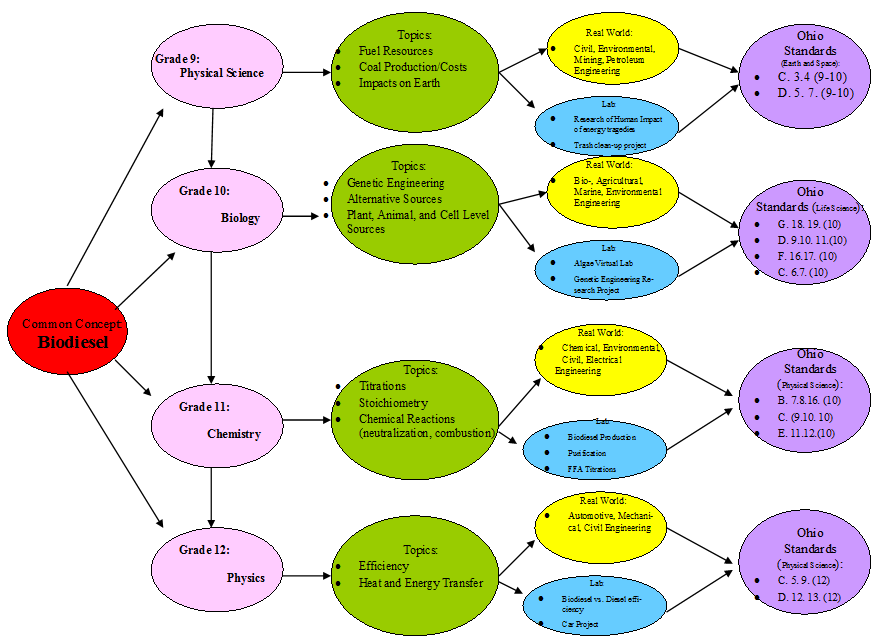 Common Concept:
Biodiesel
Grade 9:
Physical Science
Topics:
• Fuel Resources
• Coal Production/Costs
• Impacts on Earth
Real World:
• Civil, Environmental,
Mining, Petroleum
Engineering
Lab:
• Research of Human Impact
of energy tragedies
• Trash clean-up project
Ohio
Standards
(Earth and Space):
• C. 3.4 (9-10)
• D. 5. 7. (9-10)
Grade 10:
Biology
Topics:
• Genetic Engineering
• Alternative Sources
• Plant, Animal, and Cell Level
Sources
Real World:
• Bio-, Agricultural,
Marine, Environmental
Engineering
Lab:
• Algae Virtual Lab
• Genetic Engineering Re-
search Project
Ohio
Standards (Life Science):
• G. 18. 19. (10)
• D. 9.10. 11.(10)
• F. 16.17. (10)
• C. 6.7. (10)
Grade 11:
Chemistry
Topics:
• Titrations
• Stoichiometry
• Chemical Reactions
(neutralization, combustion)
Real World:
• Chemical, Environmental,
Civil, Electrical
Engineering
Lab:
• Biodiesel Production
• Purification
• FFA Titrations
Ohio
Standards
(Physical Science):
• B. 7.8.16. (10)
• C. (9.10. 10)
• E. 11.12.(10)
Grade 12:
Physics
Topics:
• Efficiency
• Heat and Energy Transfer
Real World:
• Automotive, Mechani-
cal, Civil Engineering
Lab:
• Biodiesel vs. Diesel effi-
ciency
• Car Project
Ohio
Standards
(Physical Science):
• C. 5. 9. (12)
• D. 12. 13. (12)